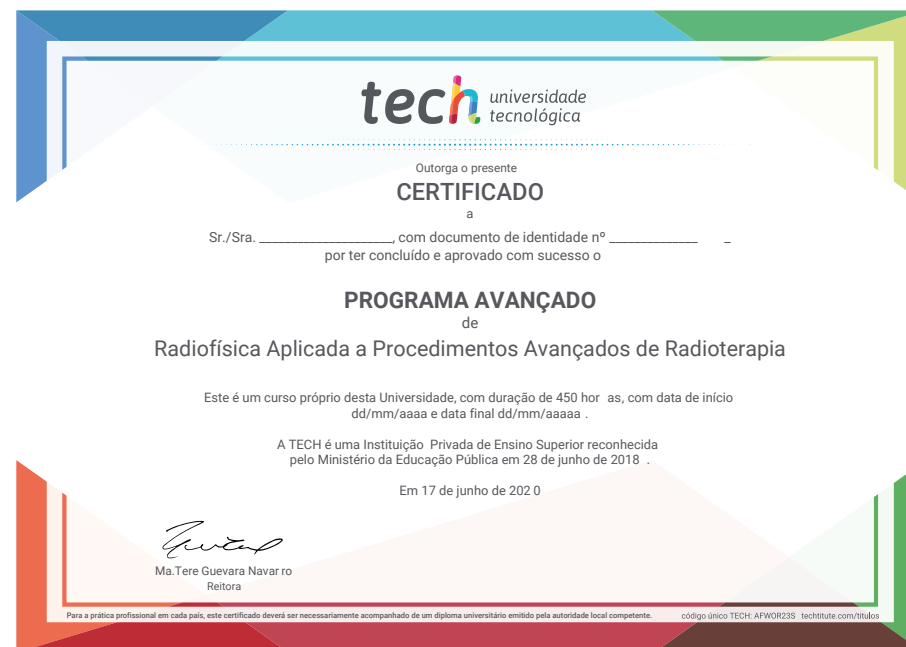 tech universidade
tecnológica
Outorga o presente
CERTIFICADO
a
Sr./Sra. ______________________, com documento de identidade nº ______________ _
por ter concluído e aprovado com sucesso o
PROGRAMA AVANÇADO
de
Radiofísica Aplicada a Procedimentos Avançados de Radioterapia
Este é um curso próprio desta Universidade, com duração de 450 hor as, com data de início
dd/mm/aaaa e data final dd/mm/aaaaa .
A TECH é uma Instituição Privada de Ensino Superior reconhecida
pelo Ministério da Educação Pública em 28 de junho de 2018 .
Em 17 de junho de 202 0
Ma.Tere Guevara Navar ro
Reitora
Para a prática profissional em cada país, este certificado deverá ser necessariamente acompanhado de um diploma universitário emitido pela autoridade local competente. código único TECH: AFWOR23S techtitute.com/titulos